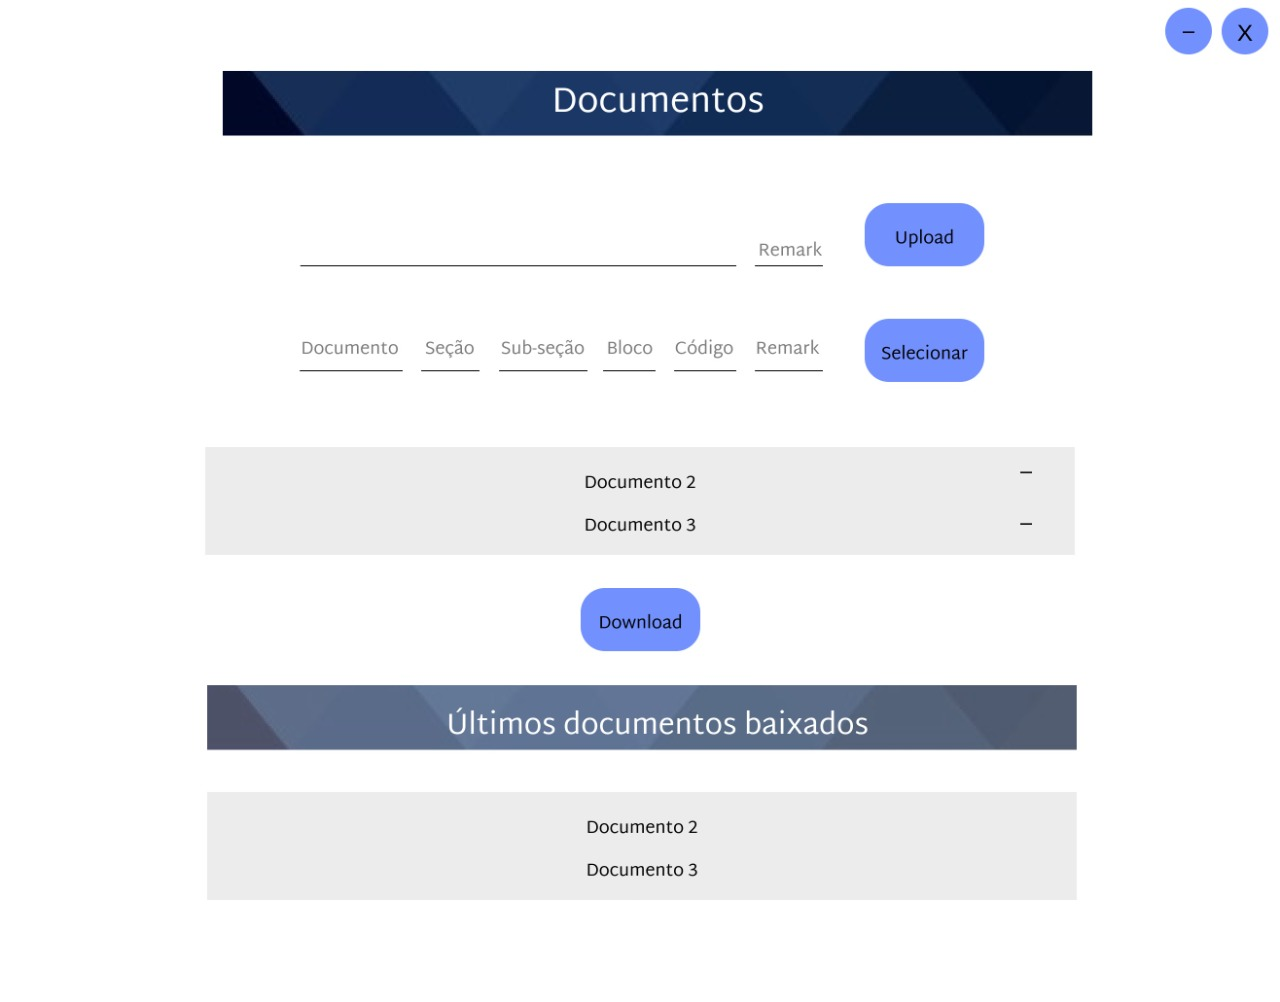 – X
Documentos
Remark Upload
Documento Seção Sub-seção Bloco Código Remark Selecionar
Documento 2 –
Documento 3 –
Download
Últimos documentos baixados
Documento 2
Documento 3